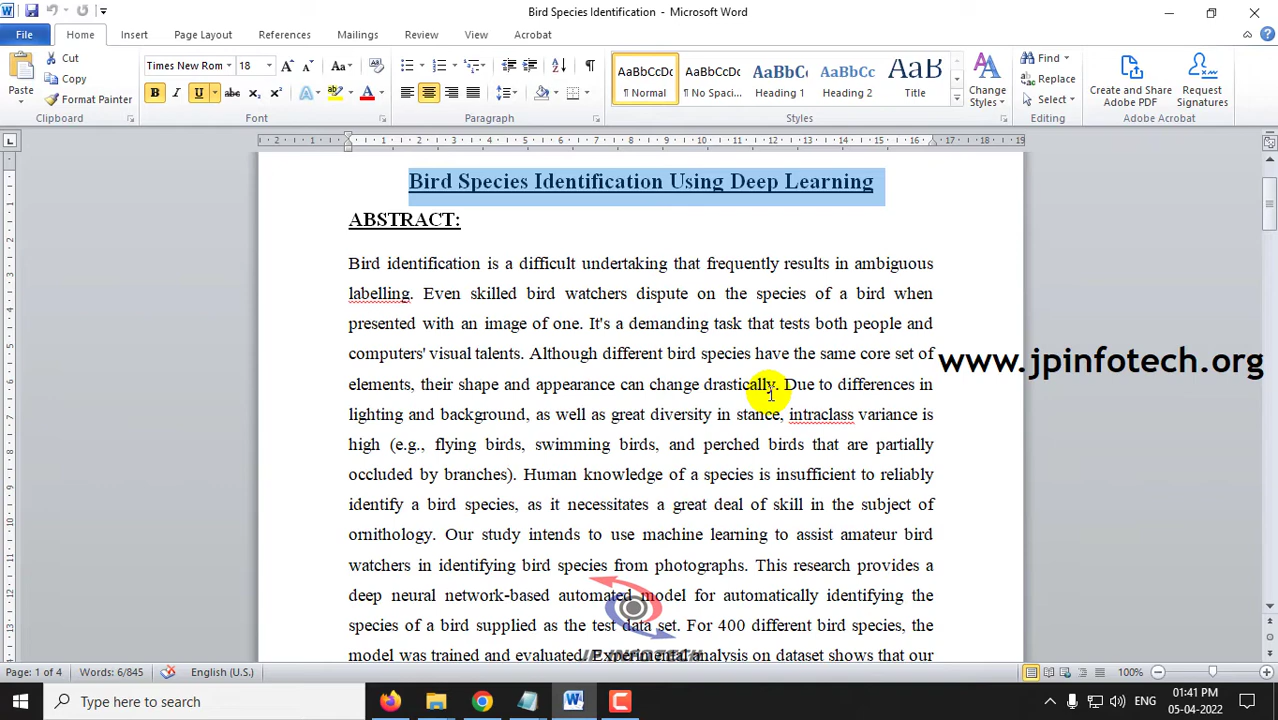 Bird Species Identification - Microsoft Word
File Home Insert Page Layout References Mailings Review View Acrobat
Cut
Copy
Format Painter
Paste
Clipboard
Times New Rom 18
Font
Paragraph
AaBbCcDc AaBbCcDc AaBbC AaBbCc AaB
¶ Normal ¶ No Spaci... Heading 1 Heading 2 Title
Change Styles
Styles
Find
Replace
Select
Editing
Create and Share Adobe PDF
Request Signatures
Adobe Acrobat
Bird Species Identification Using Deep Learning
ABSTRACT:
Bird identification is a difficult undertaking that frequently results in ambiguous
labelling. Even skilled bird watchers dispute on the species of a bird when
presented with an image of one. It's a demanding task that tests both people and
computers' visual talents. Although different bird species have the same core set of
elements, their shape and appearance can change drastically. Due to differences in
lighting and background, as well as great diversity in stance, intraclass variance is
high (e.g., flying birds, swimming birds, and perched birds that are partially
occluded by branches). Human knowledge of a species is insufficient to reliably
identify a bird species, as it necessitates a great deal of skill in the subject of
ornithology. Our study intends to use machine learning to assist amateur bird
watchers in identifying bird species from photographs. This research provides a
deep neural network-based automated model for automatically identifying the
species of a bird supplied as the test data set. For 400 different bird species, the
model was trained and evaluated. Experimental analysis on dataset shows that our
www.jpinfotech.org
JP INFOTECH
Page: 1 of 4 Words: 6/845 English (U.S.) 100%
Type here to search
ENG
01:41 PM
05-04-2022